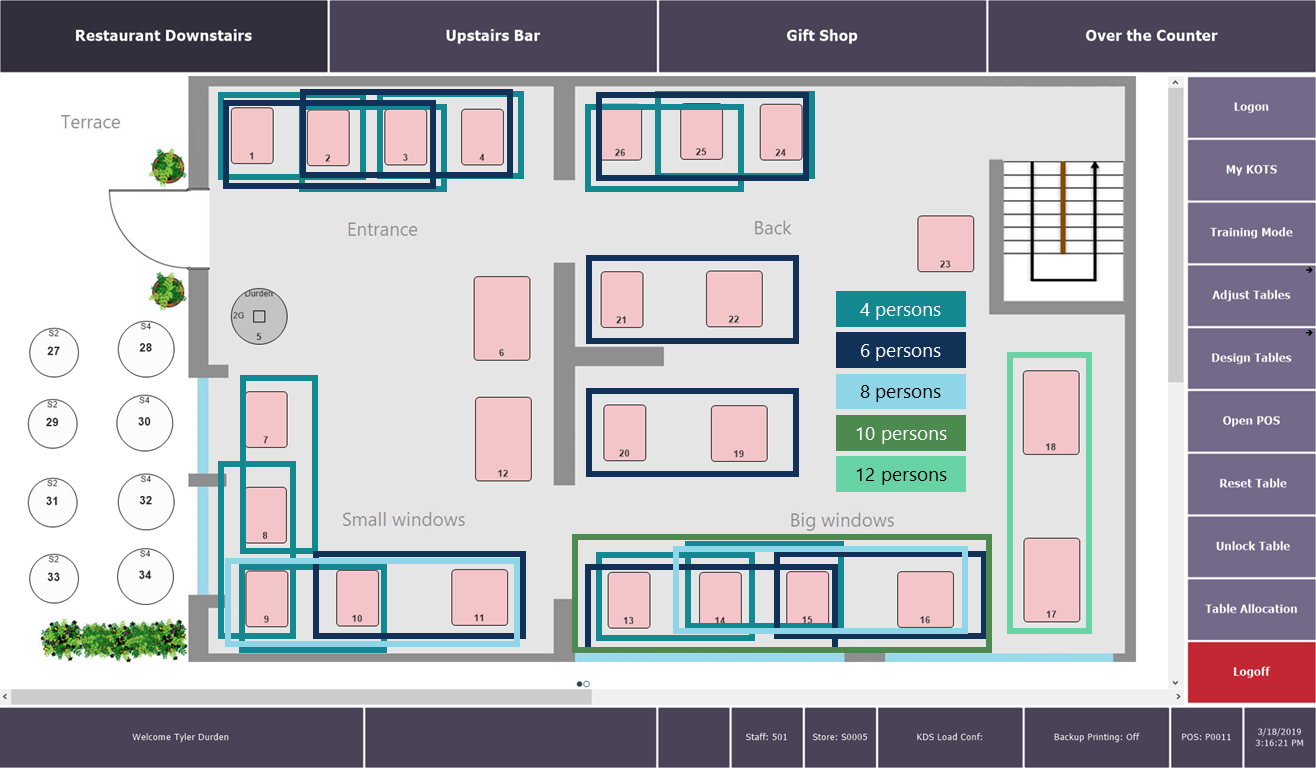 Restaurant Downstairs
Upstairs Bar
Gift Shop
Over the Counter
Terrace
1
2
3
4
26
25
24
Logon
My KOTS
Training Mode
Adjust Tables
Design Tables
Open POS
Reset Table
Unlock Table
Table Allocation
Logoff
Entrance
Back
23
Durden
2G
5
6
21
22
4 persons
6 persons
8 persons
10 persons
12 persons
S2
27
S4
28
S2
29
S4
30
S2
31
S4
32
S2
33
S4
34
7
12
20
19
18
8
Small windows
Big windows
9
10
11
13
14
15
16
17
Welcome Tyler Durden
Staff: 501
Store: S0005
KDS Load Conf:
Backup Printing: Off
POS: P0011
3/18/2019
3:16:21 PM